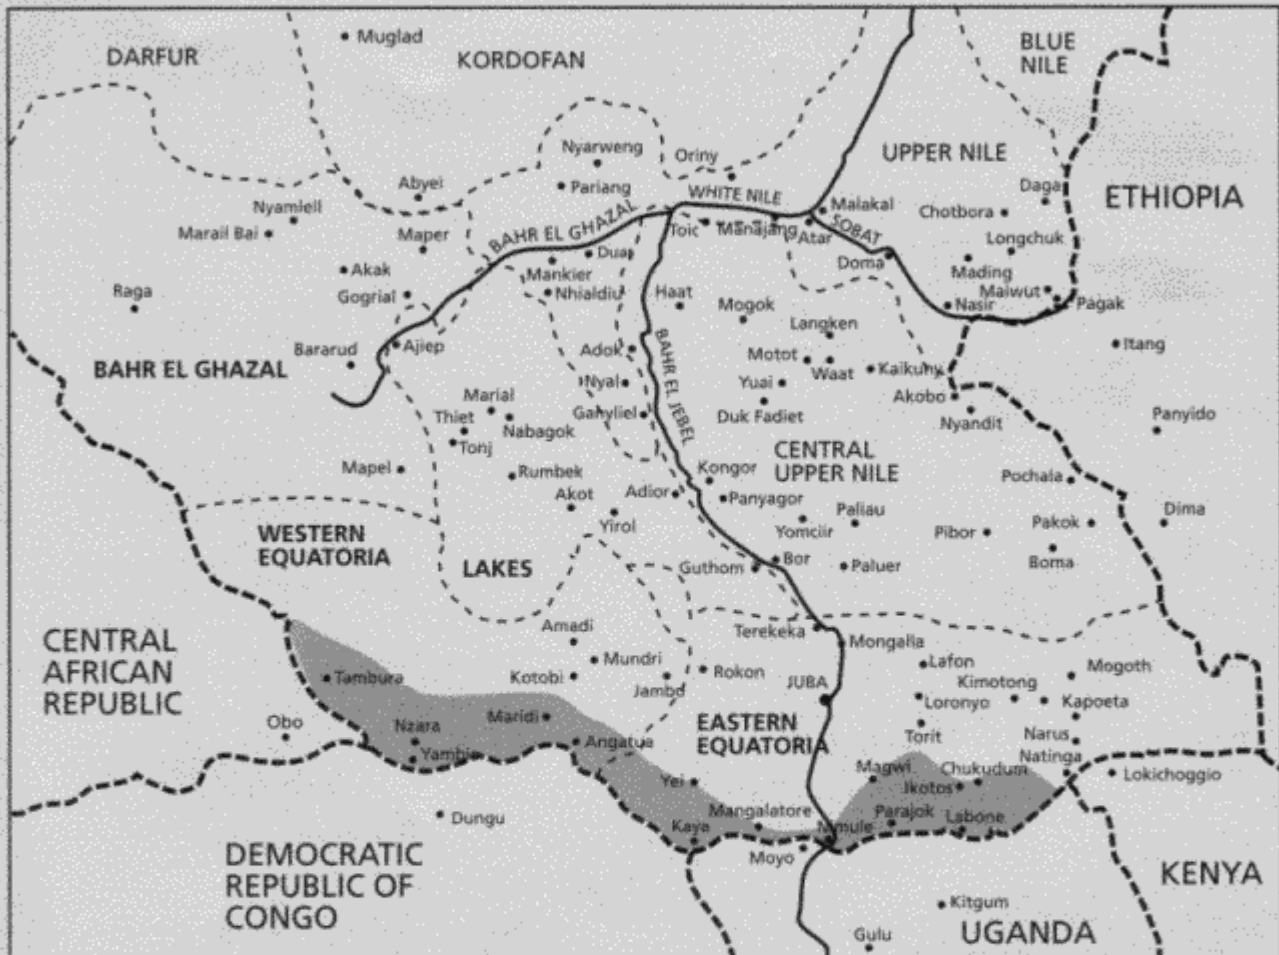 Muglad
DARFUR
KORDOFAN
BLUE
NILE
Nyarweng
Oriny
UPPER NILE
Abyei
Pariang
WHITE NILE
Daga
ETHIOPIA
Nyamlell
Malakal
Chotbora
Marail Bai
Maper
BAHR EL GHAZAL
Toic
Manajang
Atar
SOBAT
Longchuk
Akak
Mankier
Duar
Doma
Mading
Raga
Gogrial
Nhialdiu
Haat
Mogok
Maiwut
Nasir
Pagak
Langken
Bararud
Ajiep
Adok
BAHR EL JEBEL
Motot
Waat
Kaikuny
Itang
BAHR EL GHAZAL
Nyal
Yuai
Akobo
Marial
Ganyliel
Duk Fadiet
Nyandit
Panyido
Thiet
Nabagok
Tonj
CENTRAL
UPPER NILE
Mapel
Rumbek
Kongor
Pochala
Akot
Adior
Panyagor
Yirol
Yomciir
Paliau
Pibor
Pakok
Dima
WESTERN
EQUATORIA
LAKES
Guthom
Bor
Paluer
Boma
CENTRAL
AFRICAN
REPUBLIC
Amadi
Terekeka
Mongalla
Mundri
Rokon
Lafon
Mogoth
Tambura
Kotobi
Jambo
JUBA
Kimotong
Loronyo
Kapoeta
Obo
Nzara
Maridi
EASTERN
EQUATORIA
Torit
Narus
Yambio
Angatua
Natinga
Yei
Magwi
Chukudum
Ikotos
Lokichoggio
Dungu
Mangalatore
Parajok
Labone
Kaya
Nimule
DEMOCRATIC
REPUBLIC OF
CONGO
Moyo
KENYA
Kitgum
Gulu
UGANDA